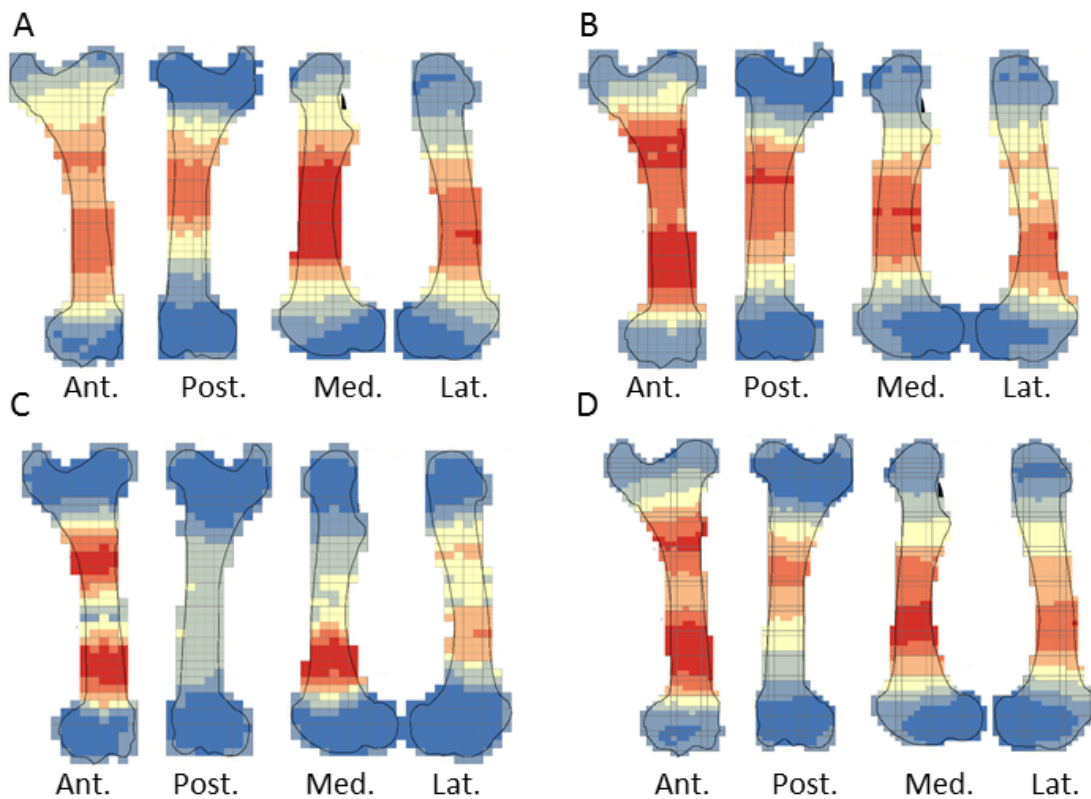 A
B
Ant. Post. Med. Lat.
Ant. Post. Med. Lat.
C
D
Ant. Post. Med. Lat.
Ant. Post. Med. Lat.